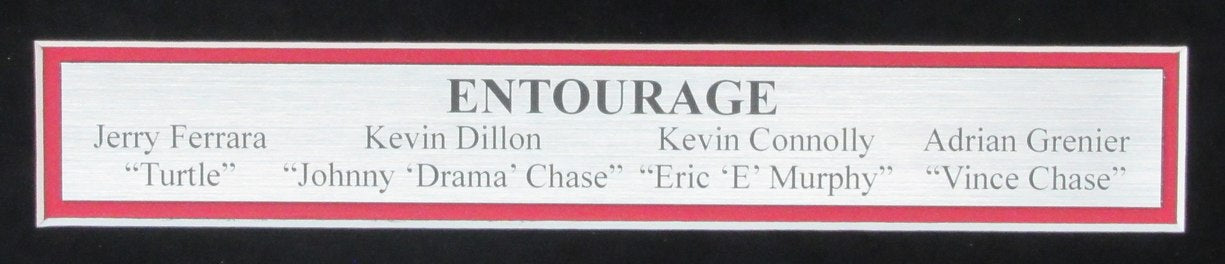 ENTOURAGE
Jerry Ferrara Kevin Dillon Kevin Connolly Adrian Grenier
“Turtle” “Johnny ‘Drama’ Chase” “Eric ‘E’ Murphy” “Vince Chase”